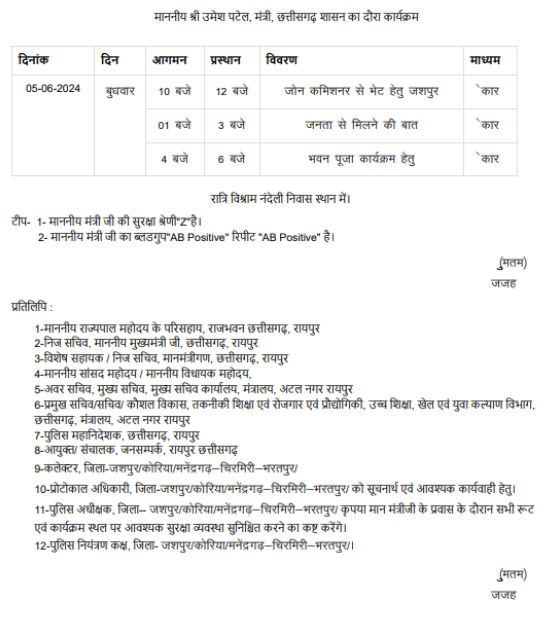 माननीय श्री उमेश पटेल, मंत्री, छत्तीसगढ़ शासन का दौरा कार्यक्रम
दिनांक दिन आगमन प्रस्थान विवरण माध्यम
05-06-2024 बुधवार 10 बजे 12 बजे जोन कमिशनर से भेट हेतु जशपुर `कार
01 बजे 3 बजे जनता से मिलने की बात `कार
4 बजे 6 बजे भवन पूजा कार्यक्रम हेतु `कार
रात्रि विश्राम नंदेली निवास स्थान में।
टीप- 1- माननीय मंत्री जी की सुरक्षा श्रेणी"Z"है।
2- माननीय मंत्री जी का ब्लडगुप"AB Positive" रिपीट "AB Positive" है।
(मतम)
जजह
प्रतिलिपि :
1-माननीय राज्यपाल महोदय के परिसहाय, राजभवन छत्तीसगढ़, रायपुर
2-निज सचिव, माननीय मुख्यमंत्री जी, छत्तीसगढ़, रायपुर
3-विशेष सहायक / निज सचिव, मानमंत्रीगण, छत्तीसगढ़, रायपुर
4-माननीय सांसद महोदय / माननीय विधायक महोदय,
5-अवर सचिव, मुख्य सचिव, मुख्य सचिव कार्यालय, मंत्रालय, अटल नगर रायपुर
6-प्रमुख सचिव/सचिव/ कौशल विकास, तकनीकी शिक्षा एवं रोजगार एवं प्रौद्योगिकी, उच्च शिक्षा, खेल एवं युवा कल्याण विभाग,
छत्तीसगढ़, मंत्रालय, अटल नगर रायपुर
7-पुलिस महानिदेशक, छत्तीसगढ़, रायपुर
8-आयुक्त/ संचालक, जनसम्पर्क, रायपुर छत्तीसगढ़
9-कलेक्टर, जिला-जशपुर/कोरिया/मनेंद्रगढ़–चिरमिरी–भरतपुर/
10-प्रोटोकाल अधिकारी, जिला-जशपुर/कोरिया/मनेंद्रगढ़–चिरमिरी–भरतपुर/ को सूचनार्थ एवं आवश्यक कार्यवाही हेतु।
11-पुलिस अधीक्षक, जिला-- जशपुर/कोरिया/मनेंद्रगढ़–चिरमिरी–भरतपुर/ कृपया मान मंत्रीजी के प्रवास के दौरान सभी रूट
एवं कार्यक्रम स्थल पर आवश्यक सुरक्षा व्यवस्था सुनिश्चित करने का कष्ट करेंगे।
12-पुलिस नियंत्रण कक्ष, जिला- जशपुर/कोरिया/मनेंद्रगढ़–चिरमिरी–भरतपुर/।
(मतम)
जजह